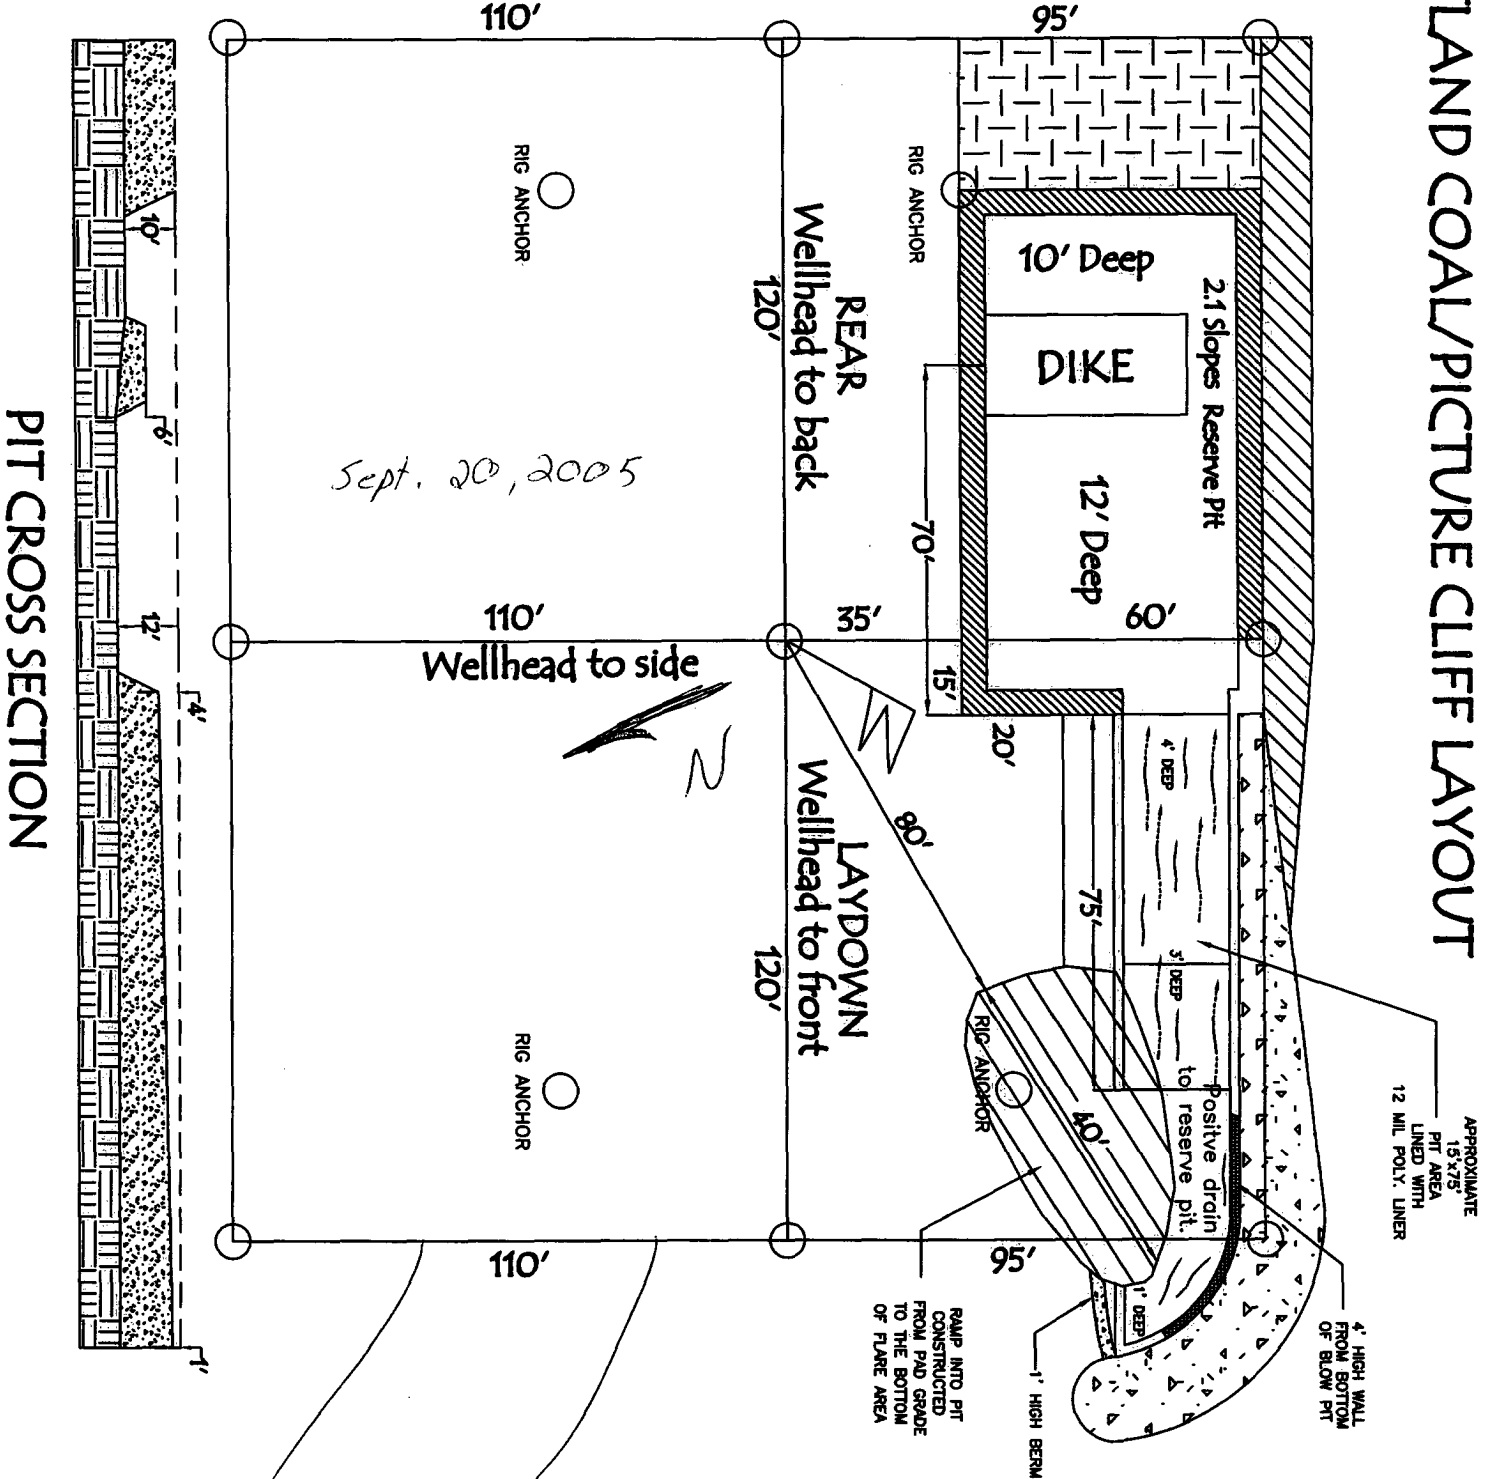 TLAND COAL/PICTURE CLIFF LAYOUT
APPROXIMATE
15'x75'
PIT AREA
LINED WITH
12 MIL POLY. LINER
4' HIGH WALL
FROM BOTTOM
OF BLOW PIT
1' HIGH BERM
RAMP INTO PIT
CONSTRUCTED
FROM PAD GRADE
TO THE BOTTOM
OF FLARE AREA
2.1 Slopes Reserve Pit
10' Deep
DIKE
12' Deep
60'
70'
15'
20'
35'
4' DEEP
3' DEEP
75'
Positve drain
to reserve pit.
1' DEEP
40'
80'
95'
95'
RIG ANCHOR
RIG ANCHOR
REAR
Wellhead to back
120'
LAYDOWN
Wellhead to front
120'
N
N
110'
110'
Wellhead to side
110'
RIG ANCHOR
RIG ANCHOR
Sept. 20, 2005
10'
6'
12'
4'
1'
PIT CROSS SECTION